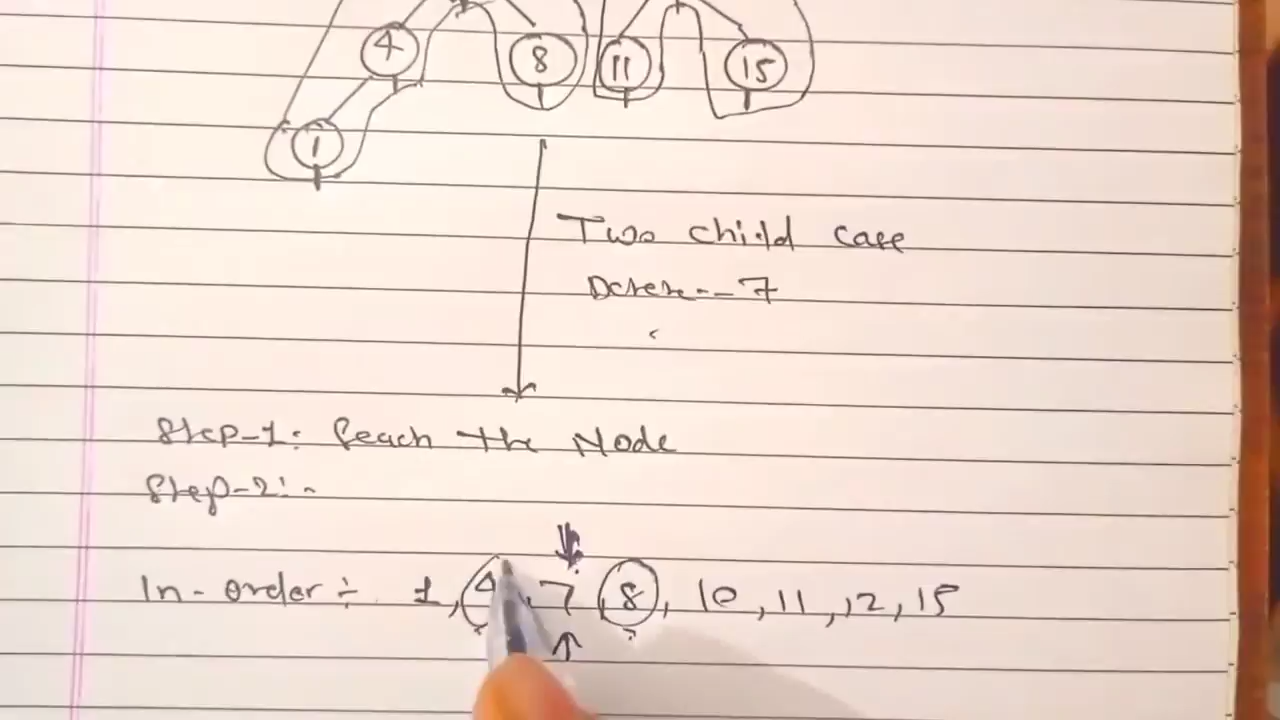 4 8 11 15
1
Two child case
Delete--7
Step-1: Reach the Node
Step-2:-
In-order ÷ 1, 4, 7, 8, 10, 11, 12, 15